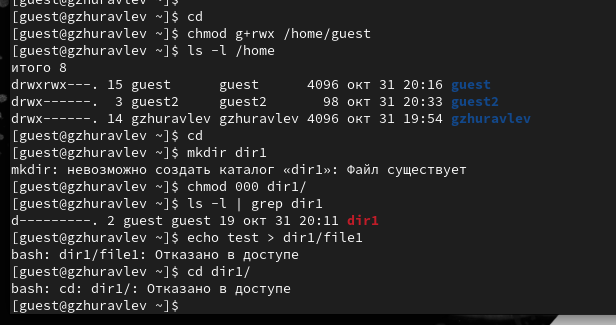 [guest@gzhuravlev ~]$
[guest@gzhuravlev ~]$ cd
[guest@gzhuravlev ~]$ chmod g+rwx /home/guest
[guest@gzhuravlev ~]$ ls -l /home
итого 8
drwxrwx---. 15 guest      guest      4096 окт 31 20:16 guest
drwx------.  3 guest2     guest2       98 окт 31 20:33 guest2
drwx------. 14 gzhuravlev gzhuravlev 4096 окт 31 19:54 gzhuravlev
[guest@gzhuravlev ~]$ cd
[guest@gzhuravlev ~]$ mkdir dir1
mkdir: невозможно создать каталог «dir1»: Файл существует
[guest@gzhuravlev ~]$ chmod 000 dir1/
[guest@gzhuravlev ~]$ ls -l | grep dir1
d---------. 2 guest guest 19 окт 31 20:11 dir1
[guest@gzhuravlev ~]$ echo test > dir1/file1
bash: dir1/file1: Отказано в доступе
[guest@gzhuravlev ~]$ cd dir1/
bash: cd: dir1/: Отказано в доступе
[guest@gzhuravlev ~]$